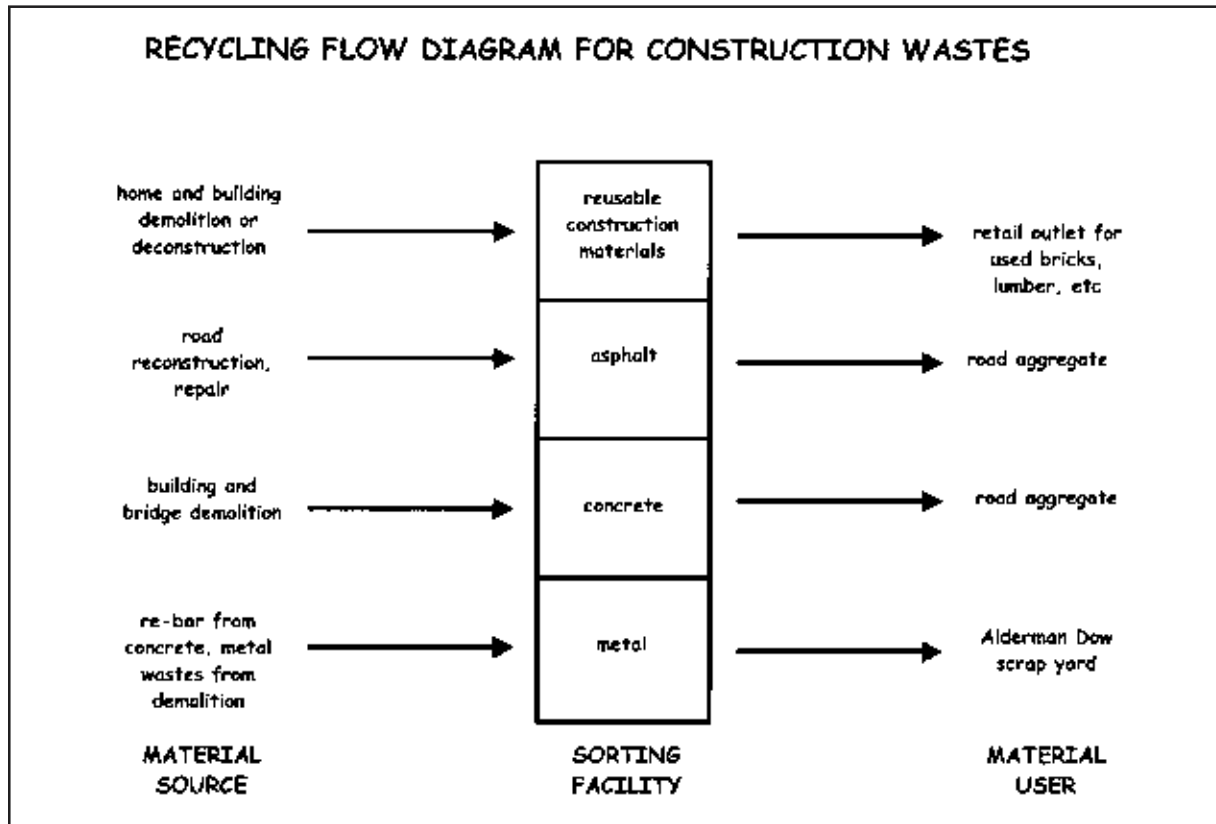 RECYCLING FLOW DIAGRAM FOR CONSTRUCTION WASTES
home and building
demolition or
deconstruction
reusable
construction
materials
retail outlet for
used bricks,
lumber, etc
road
reconstruction,
repair
asphalt
road aggregate
building and
bridge demolition
concrete
road aggregate
re-bar from
concrete, metal
wastes from
demolition
metal
Alderman Dow
scrap yard
MATERIAL
SOURCE
SORTING
FACILITY
MATERIAL
USER